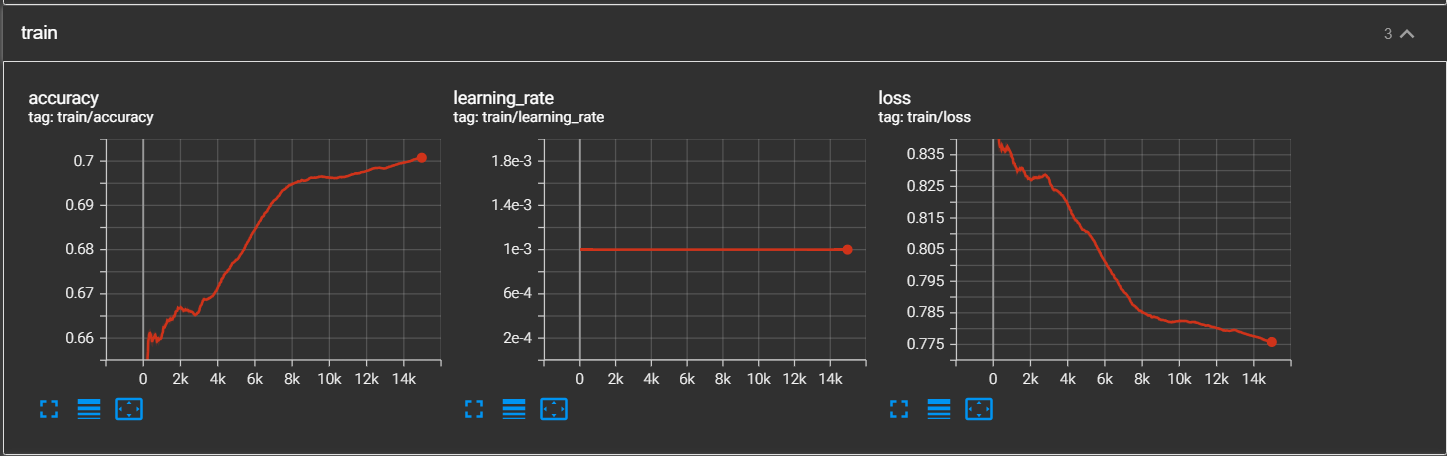 train
3
accuracy
tag: train/accuracy
0.7
0.69
0.68
0.67
0.66
0 2k 4k 6k 8k 10k 12k 14k
learning_rate
tag: train/learning_rate
1.8e-3
1.4e-3
1e-3
6e-4
2e-4
0 2k 4k 6k 8k 10k 12k 14k
loss
tag: train/loss
0.835
0.825
0.815
0.805
0.795
0.785
0.775
0 2k 4k 6k 8k 10k 12k 14k